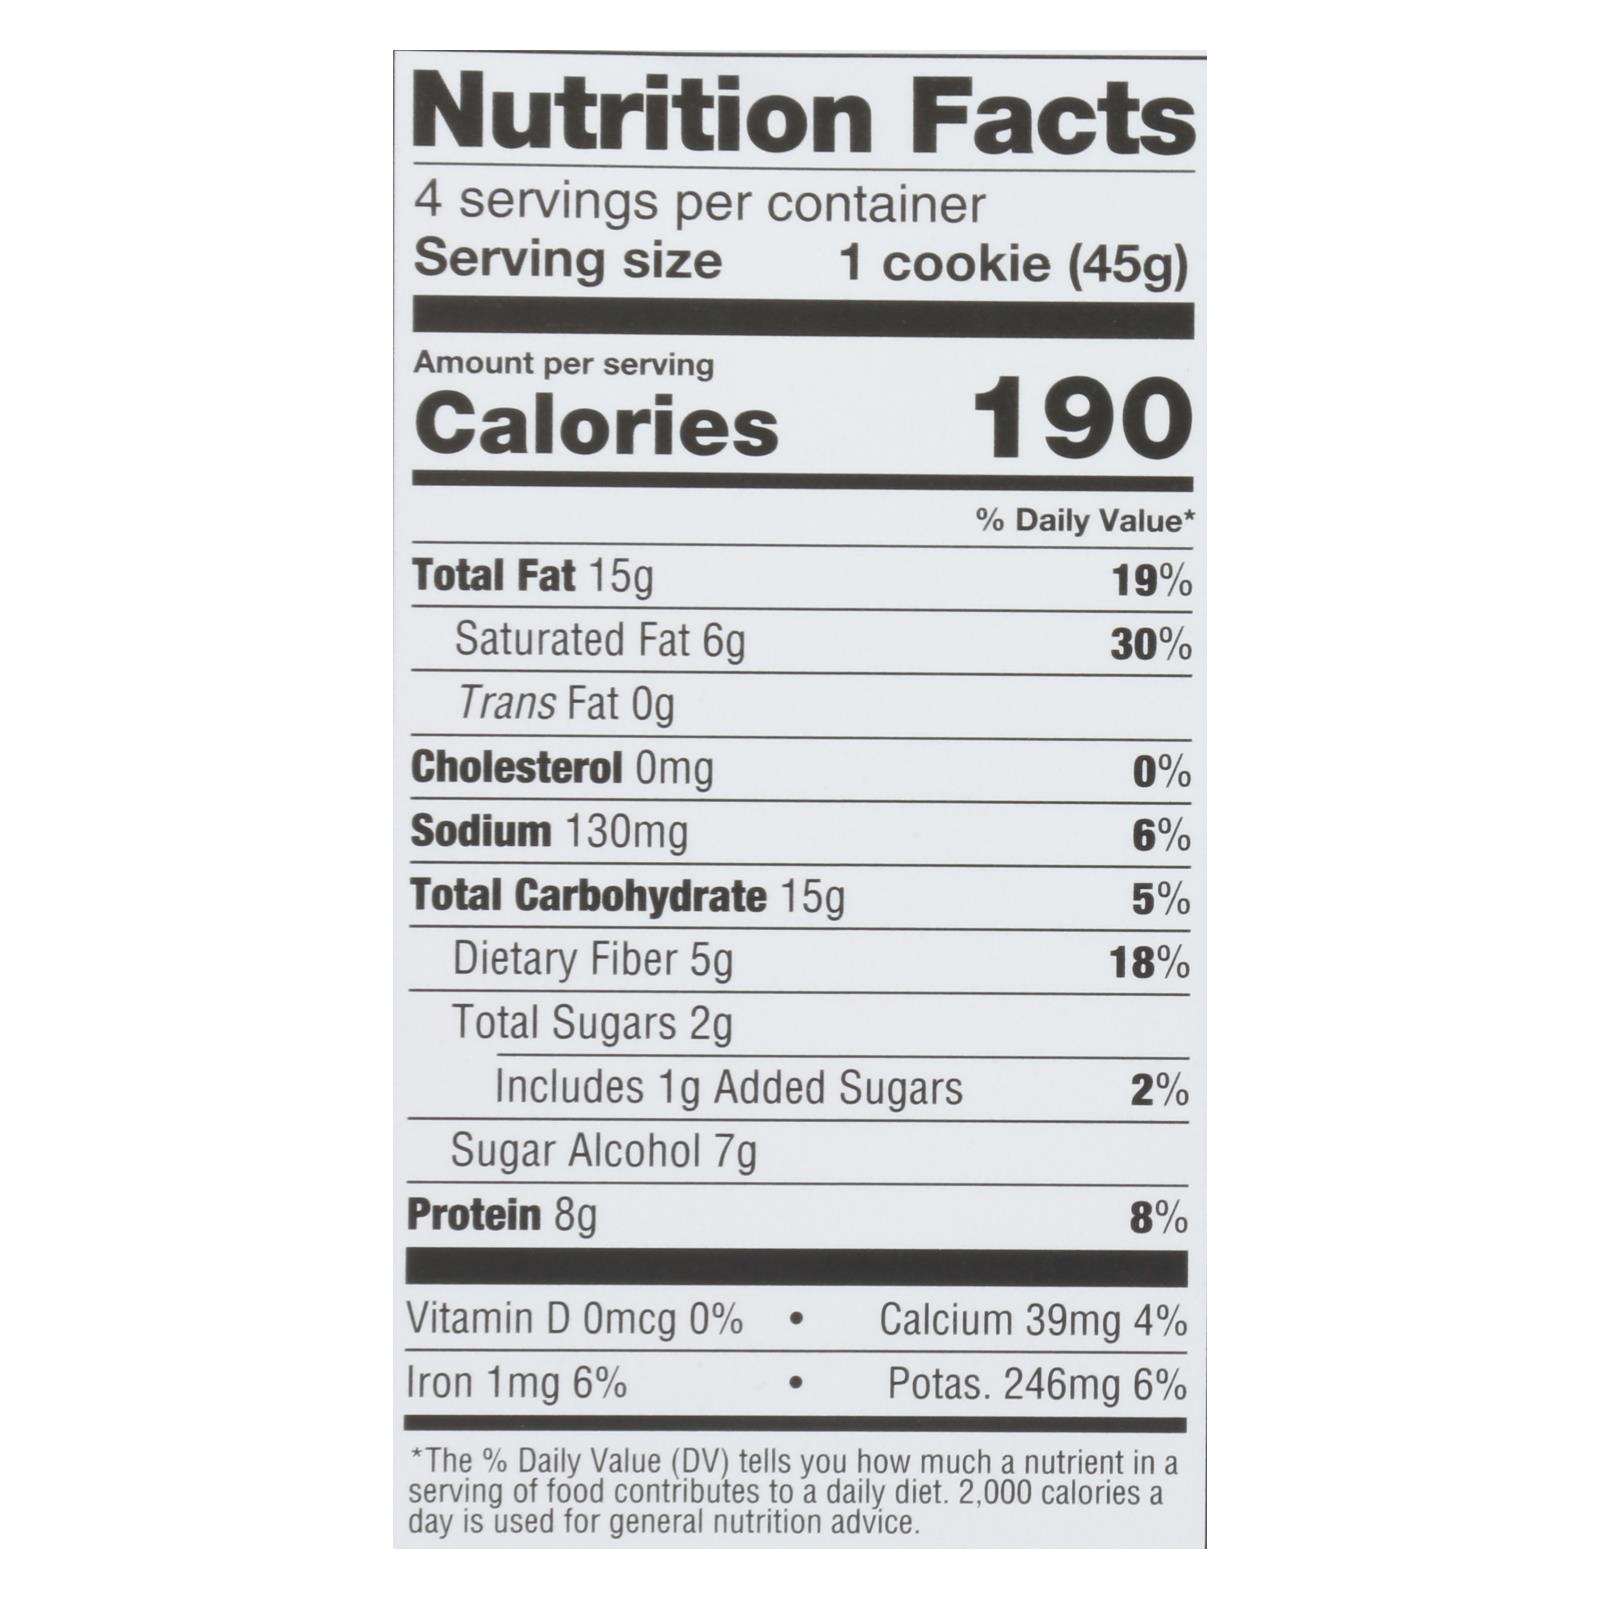 Nutrition Facts
4 servings per container
Serving size 1 cookie (45g)
Amount per serving
Calories 190
% Daily Value*
Total Fat 15g 19%
Saturated Fat 6g 30%
Trans Fat 0g
Cholesterol 0mg 0%
Sodium 130mg 6%
Total Carbohydrate 15g 5%
Dietary Fiber 5g 18%
Total Sugars 2g
Includes 1g Added Sugars 2%
Sugar Alcohol 7g
Protein 8g 8%
Vitamin D 0mcg 0% • Calcium 39mg 4%
Iron 1mg 6% • Potas. 246mg 6%
*The % Daily Value (DV) tells you how much a nutrient in a
serving of food contributes to a daily diet. 2,000 calories a
day is used for general nutrition advice.